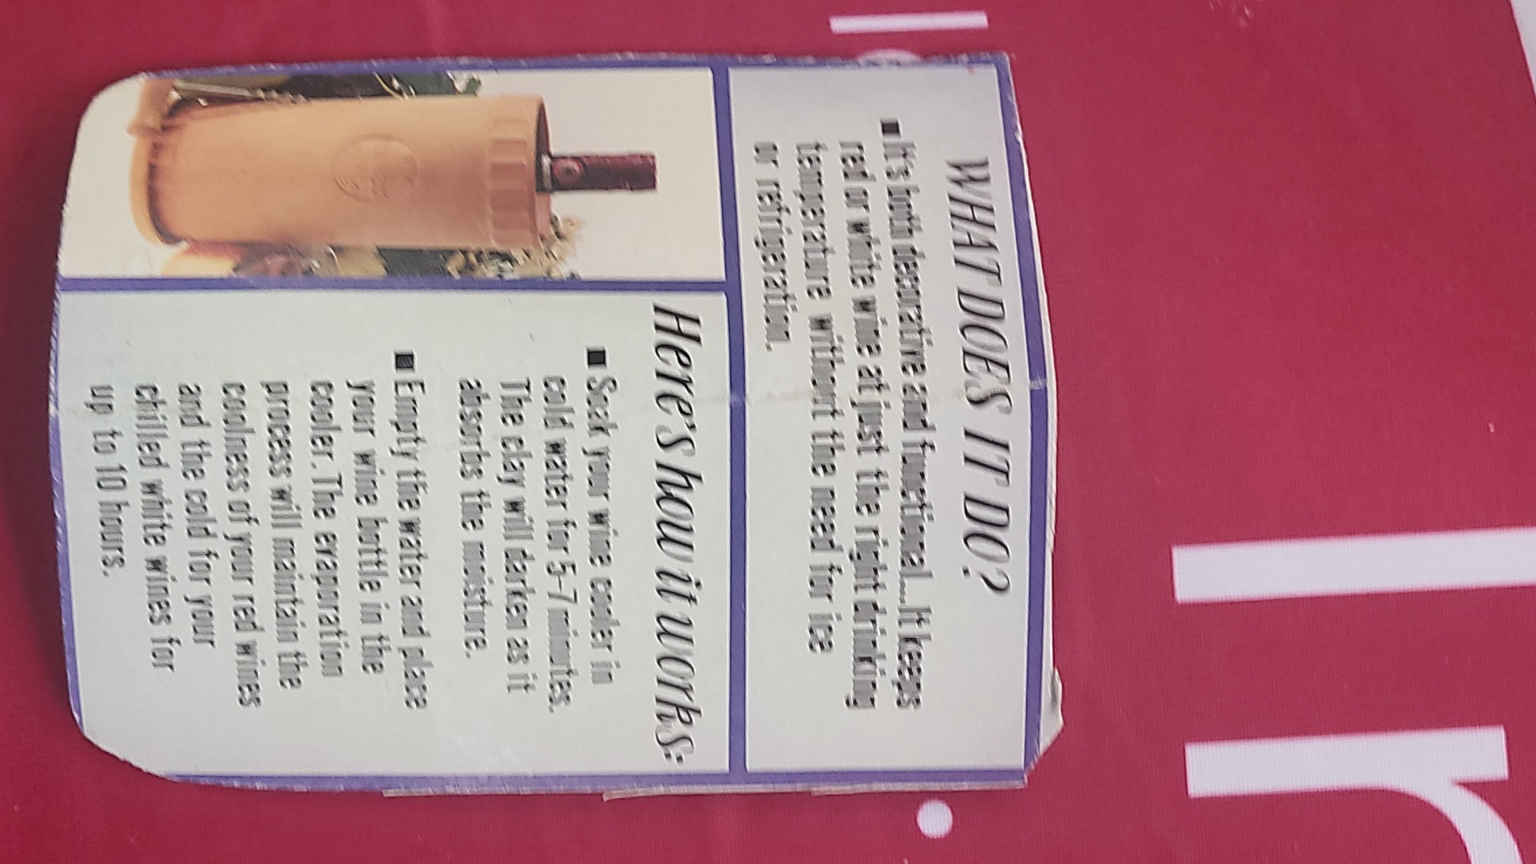 WHAT DOES IT DO?
■ It's both decorative and functional... It keeps
red or white wine at just the right drinking
temperature without the need for ice
or refrigeration.
Here's how it works:
■ Soak your wine cooler in
cold water for 5-7 minutes.
The clay will darken as it
absorbs the moisture.
■ Empty the water and place
your wine bottle in the
cooler. The evaporation
process will maintain the
coolness of your red wines
and the cold for your
chilled white wines for
up to 10 hours.